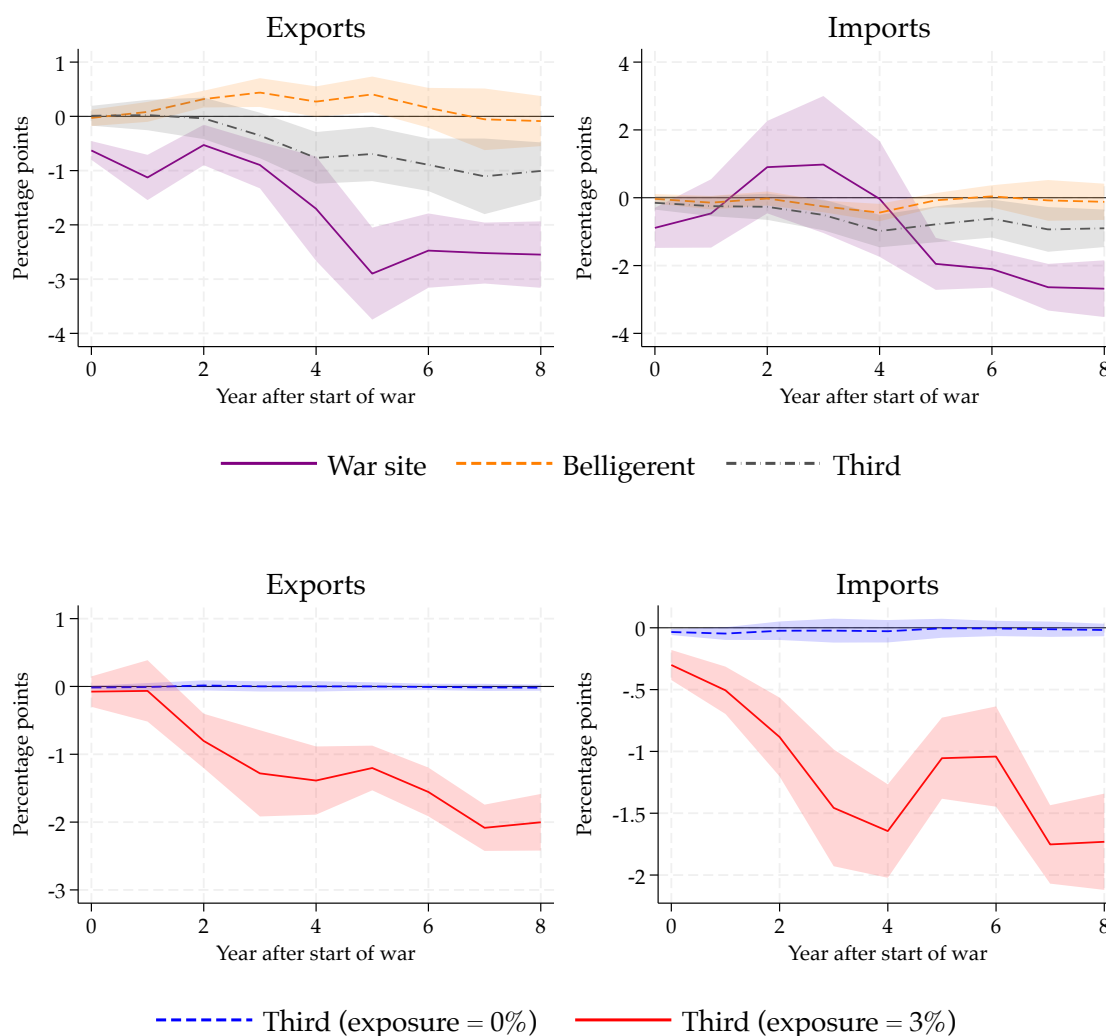 Exports
Percentage points
1
0
-1
-2
-3
-4
0 2 4 6 8
Year after start of war
Imports
Percentage points
4
2
0
-2
-4
0 2 4 6 8
Year after start of war
War site Belligerent Third
Exports
Percentage points
1
0
-1
-2
-3
0 2 4 6 8
Year after start of war
Imports
Percentage points
0
-.5
-1
-1.5
-2
0 2 4 6 8
Year after start of war
Third (exposure = 0%) Third (exposure = 3%)